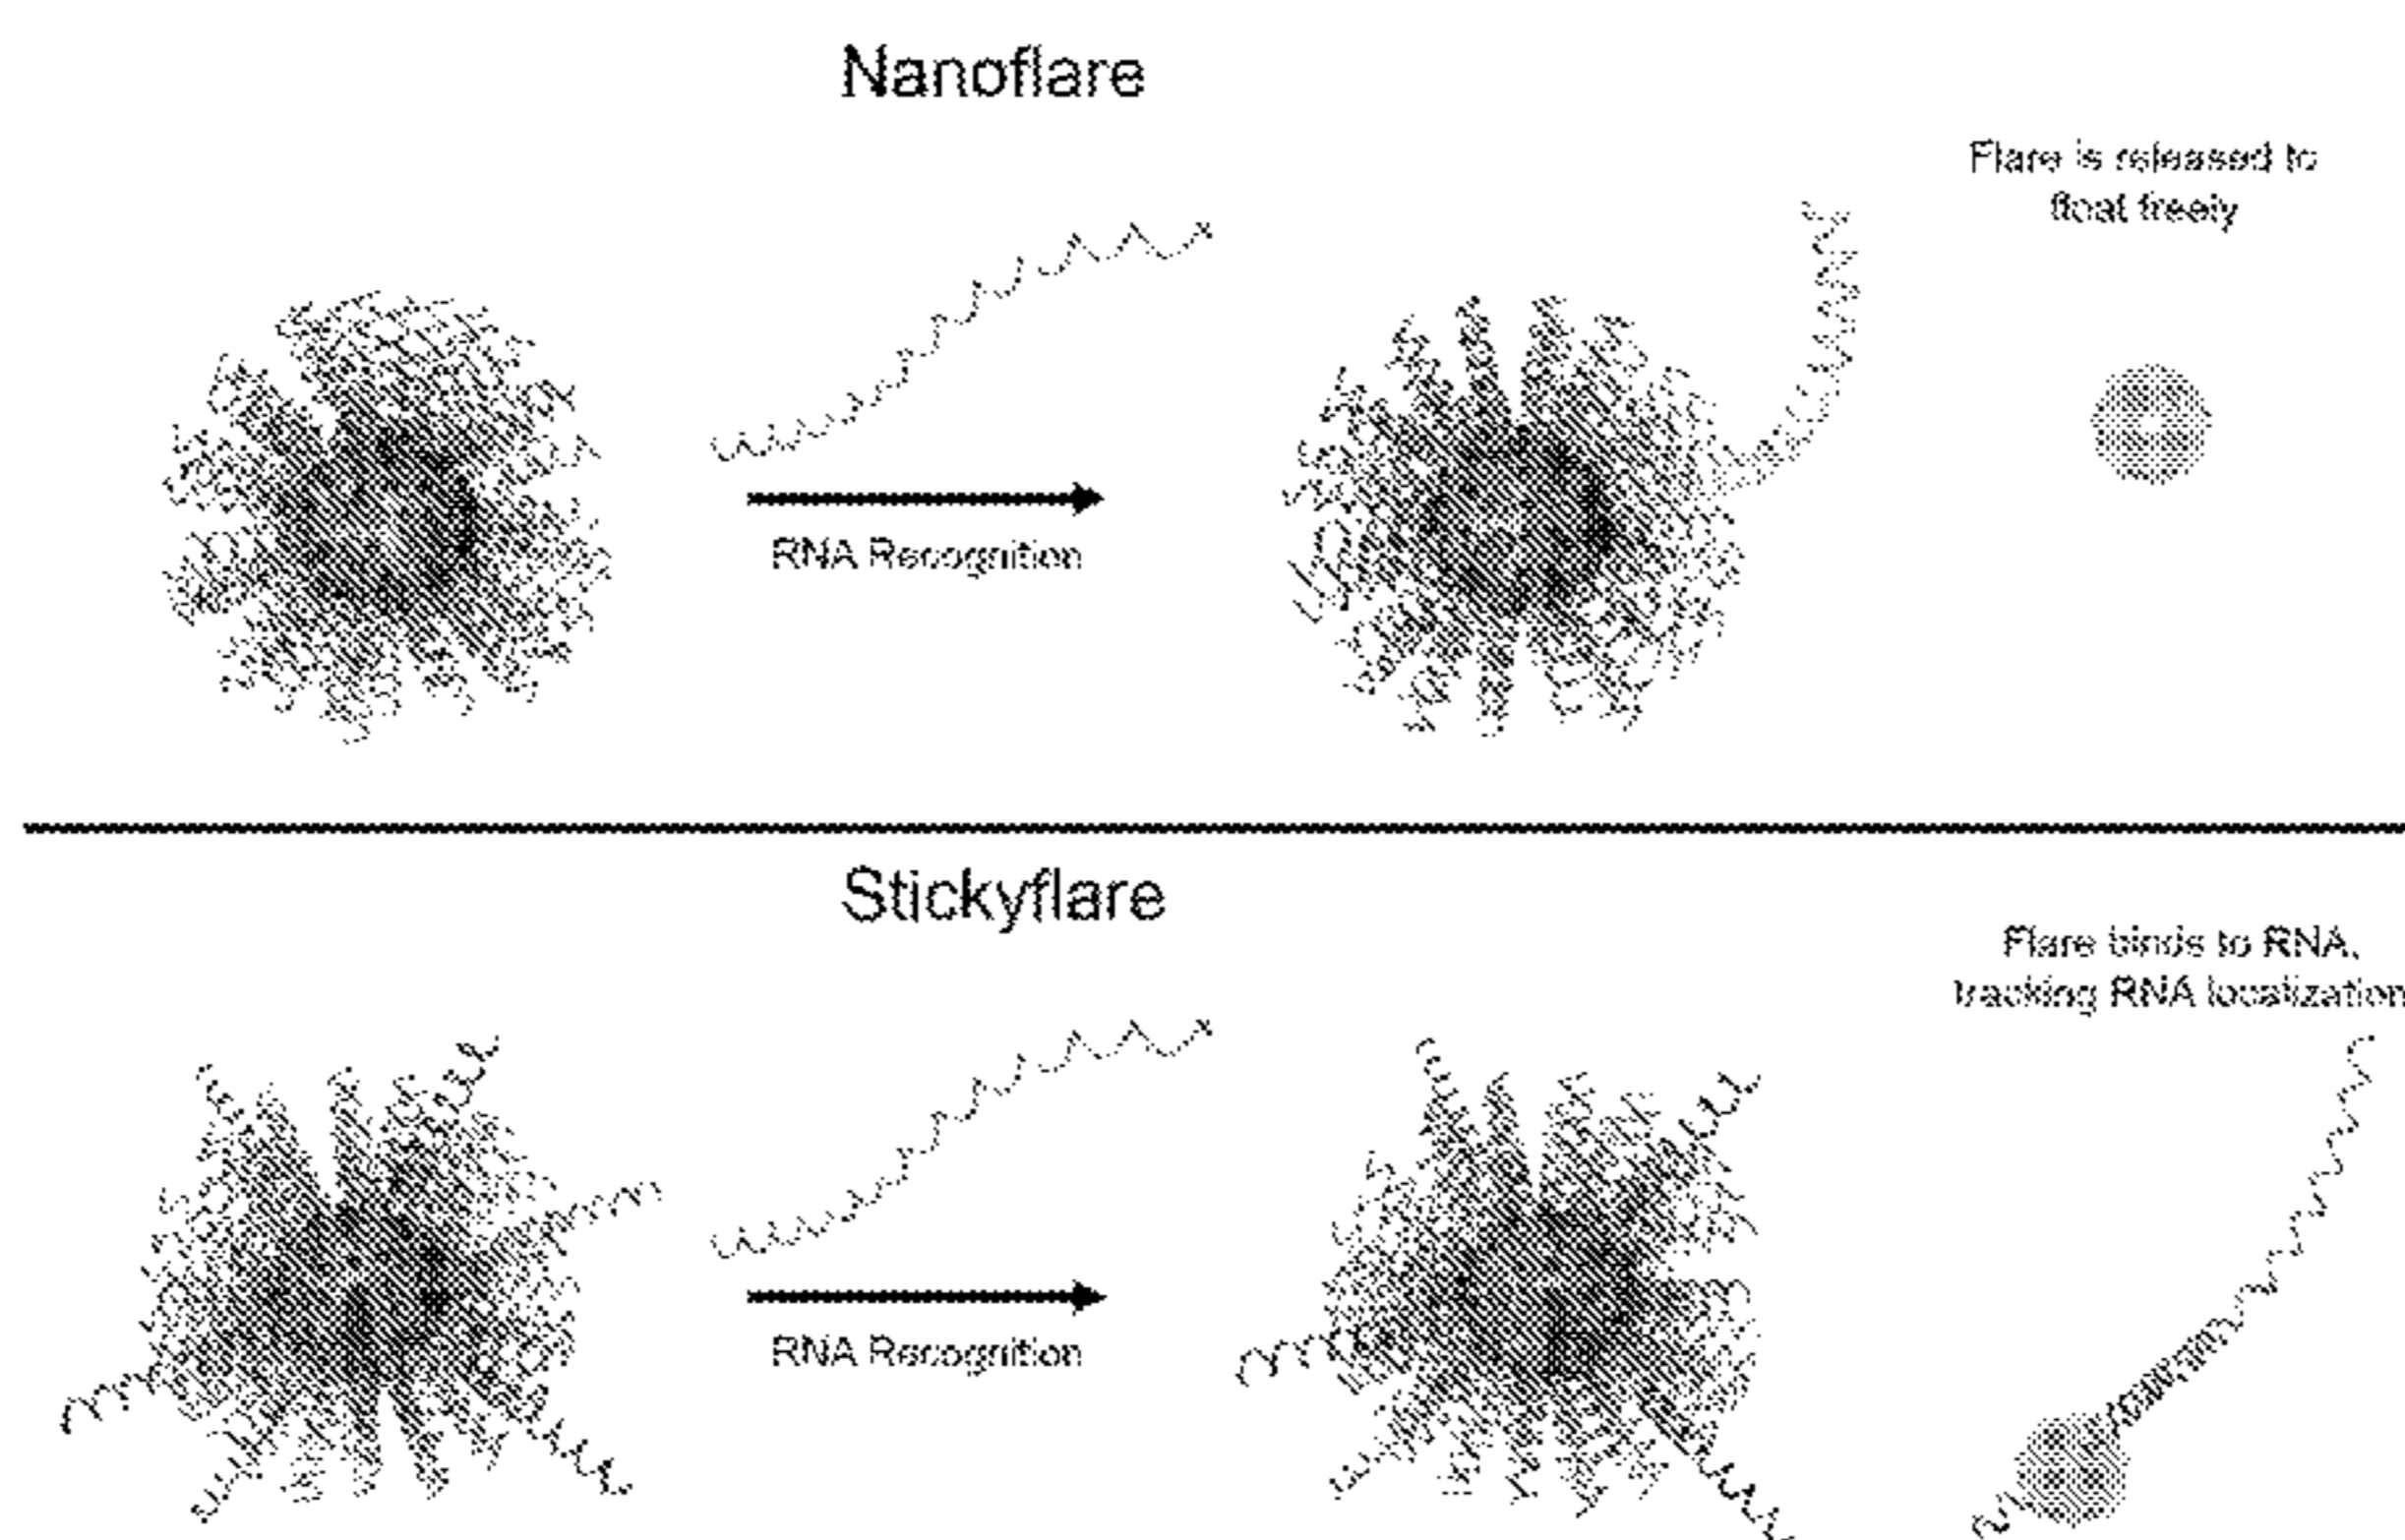 Nanoflare
Flare is released to
float freely
RNA Recognition
Stickyflare
Flare binds to RNA,
tracking RNA localization
RNA Recognition